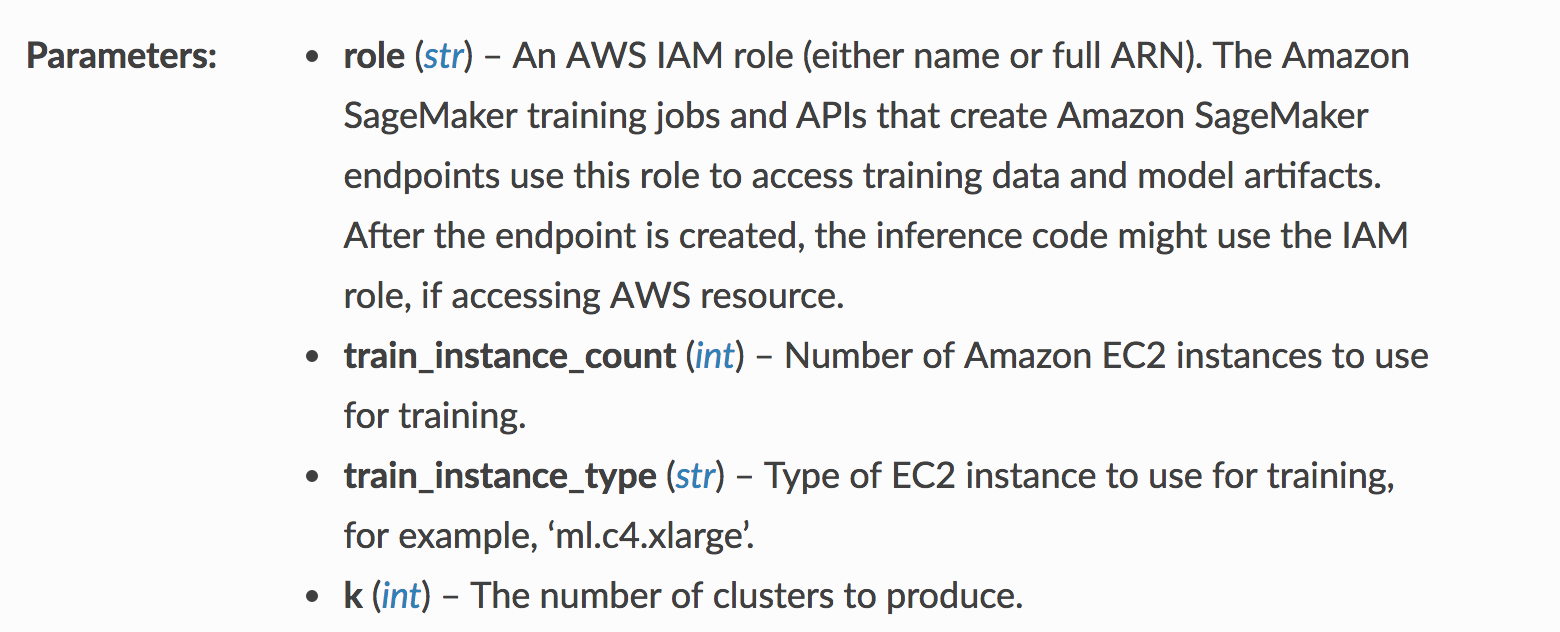 Parameters:
• role (str) – An AWS IAM role (either name or full ARN). The Amazon
SageMaker training jobs and APIs that create Amazon SageMaker
endpoints use this role to access training data and model artifacts.
After the endpoint is created, the inference code might use the IAM
role, if accessing AWS resource.
• train_instance_count (int) – Number of Amazon EC2 instances to use
for training.
• train_instance_type (str) – Type of EC2 instance to use for training,
for example, ‘ml.c4.xlarge’.
• k (int) – The number of clusters to produce.